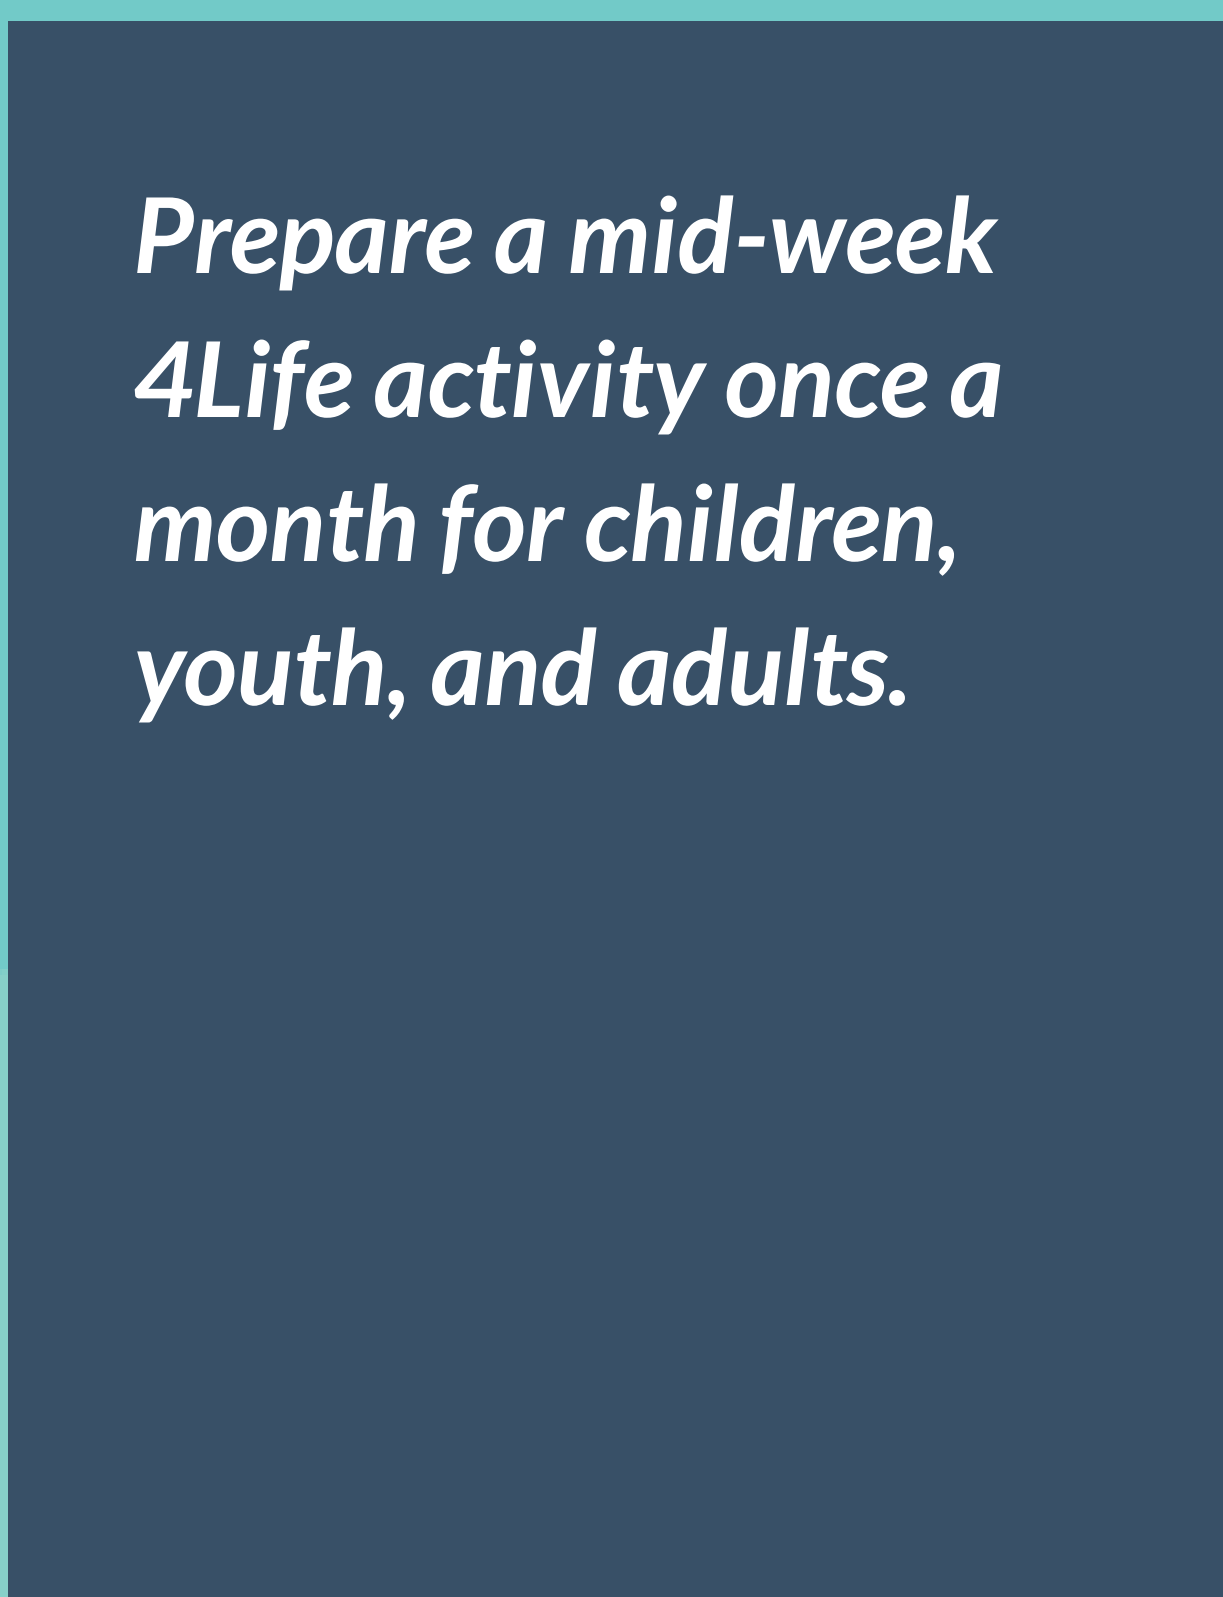 Prepare a mid-week
4Life activity once a
month for children,
youth, and adults.